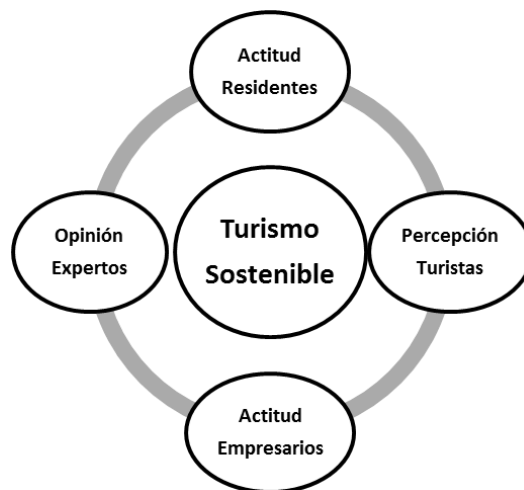 Actitud
Residentes
Opinión
Expertos
Turismo
Sostenible
Percepción
Turistas
Actitud
Empresarios